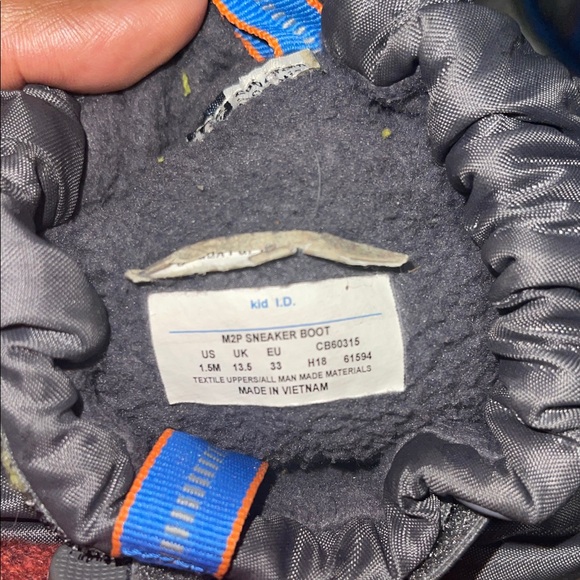 kid I.D.
M2P SNEAKER BOOT
US UK EU CB60315
1.5M 13.5 33 H18 61594
TEXTILE UPPERS/ALL MAN MADE MATERIALS
MADE IN VIETNAM